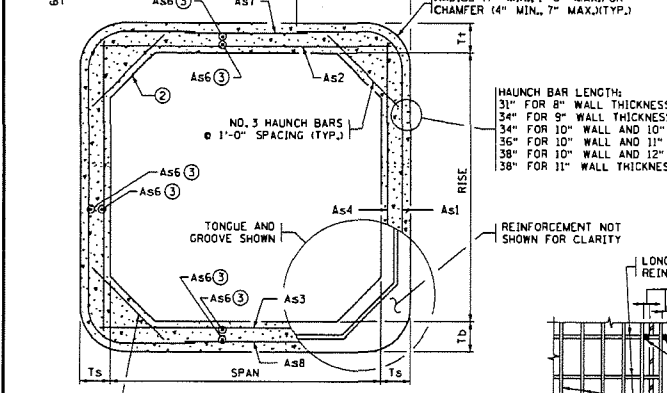 As6 ③
As7
CHAMFER (4" MIN., 7" MAX.)(TYP.)
Tt
As6 ③
As2
②
NO. 3 HAUNCH BARS
@ 1'-0" SPACING (TYP.)
HAUNCH BAR LENGTH:
31" FOR 8" WALL THICKNESS
34" FOR 9" WALL THICKNESS
34" FOR 10" WALL AND 10"
36" FOR 10" WALL AND 11"
38" FOR 10" WALL AND 12"
38" FOR 11" WALL THICKNES
RISE
As6 ③
As6 ③
As4
As1
TONGUE AND
GROOVE SHOWN
REINFORCEMENT NOT
SHOWN FOR CLARITY
As6 ③
As6 ③
As3
LONG
REIN
As8
Tb
Ts
SPAN
Ts